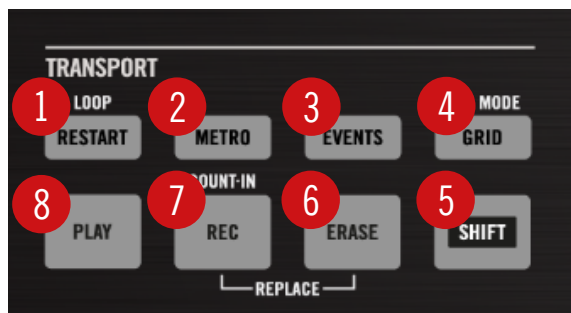 TRANSPORT
1 LOOP 2 3 4 MODE
RESTART METRO EVENTS GRID
8 7 COUNT-IN 6 5
PLAY REC ERASE SHIFT
REPLACE